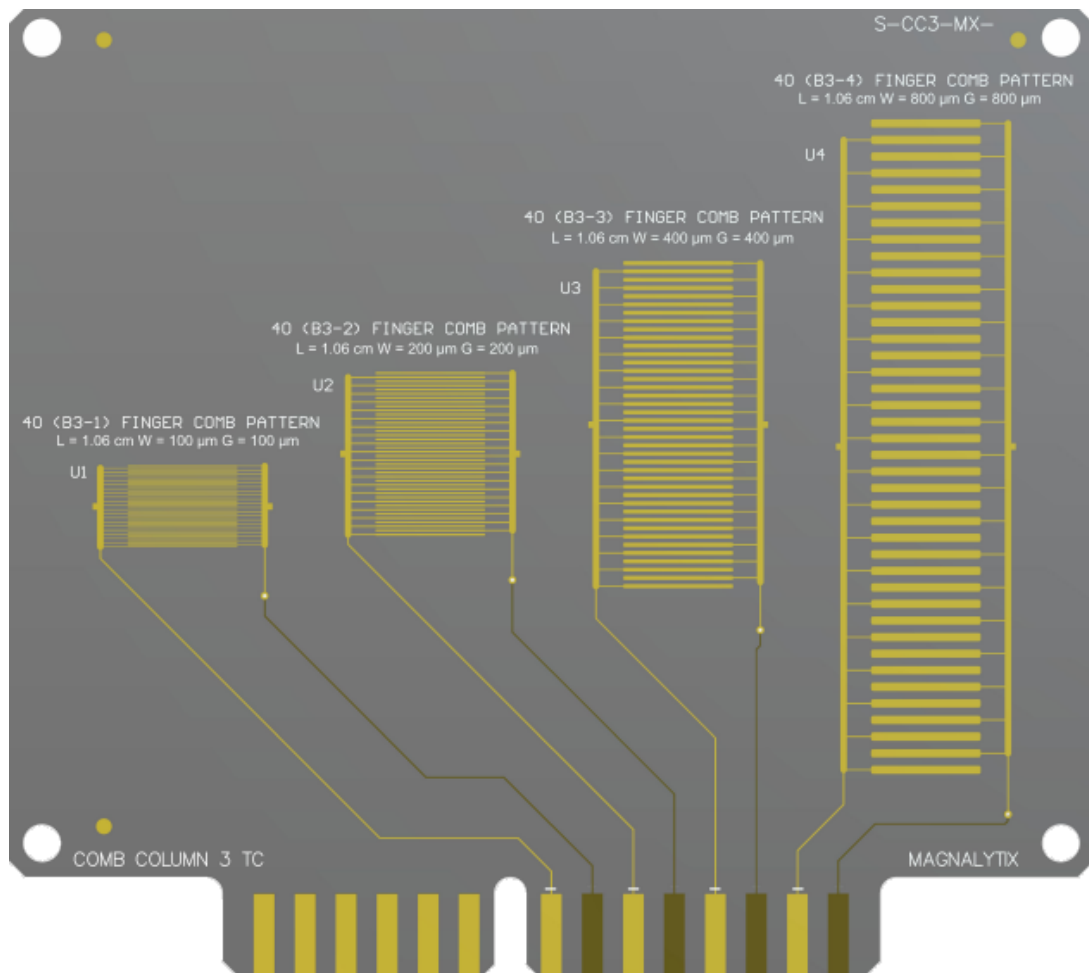 S-CC3-MX-
40 (B3-4) FINGER COMB PATTERN
L = 1.06 cm W = 800 µm G = 800 µm
U4
40 (B3-3) FINGER COMB PATTERN
L = 1.06 cm W = 400 µm G = 400 µm
U3
40 (B3-2) FINGER COMB PATTERN
L = 1.06 cm W = 200 µm G = 200 µm
U2
40 (B3-1) FINGER COMB PATTERN
L = 1.06 cm W = 100 µm G = 100 µm
U1
COMB COLUMN 3 TC
MAGNALYTIX